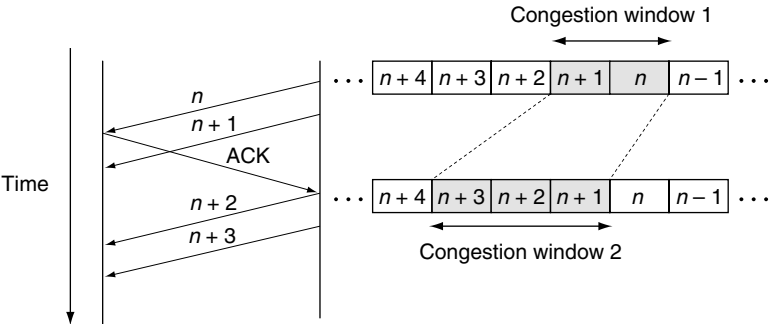 Congestion window 1
... n + 4 n + 3 n + 2 n + 1 n n − 1 ...
n
n + 1
ACK
Time
... n + 4 n + 3 n + 2 n + 1 n n − 1 ...
n + 2
n + 3
Congestion window 2